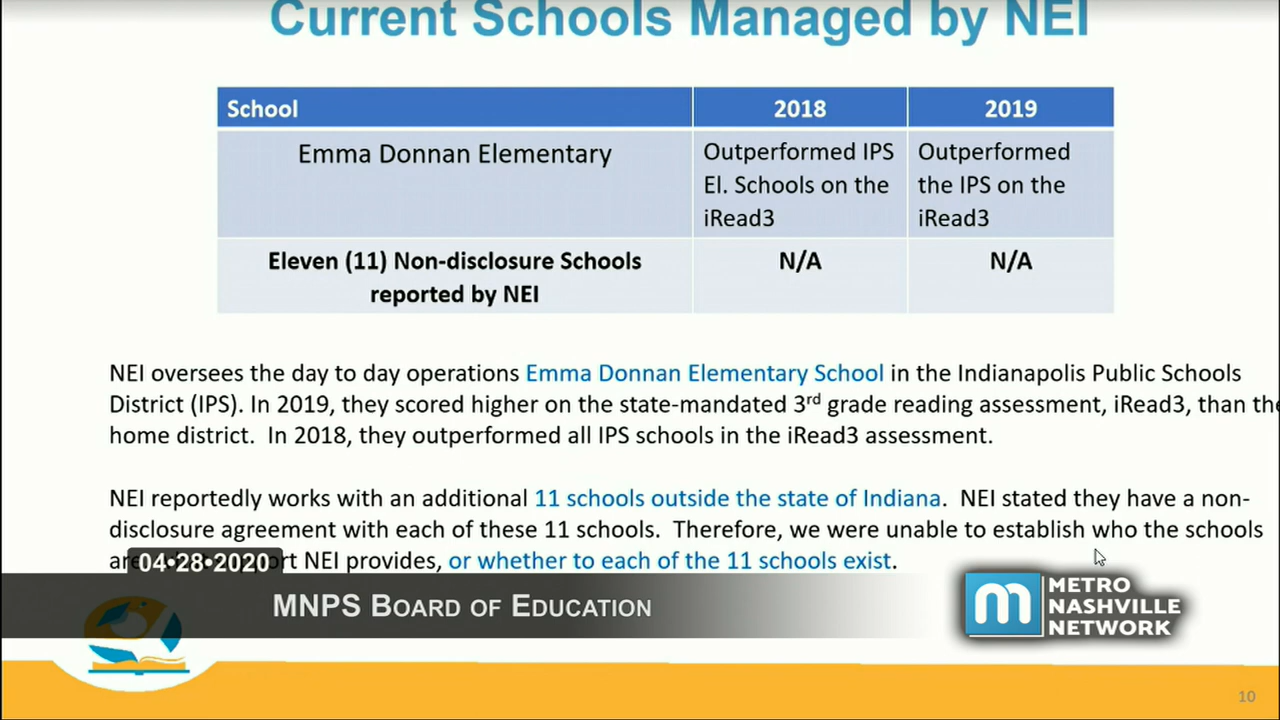 Current Schools Managed by NEI
School 2018 2019
Emma Donnan Elementary
Outperformed IPS
El. Schools on the
iRead3
Outperformed
the IPS on the
iRead3
Eleven (11) Non-disclosure Schools
reported by NEI
N/A
N/A
NEI oversees the day to day operations Emma Donnan Elementary School in the Indianapolis Public Schools
District (IPS). In 2019, they scored higher on the state-mandated 3rd grade reading assessment, iRead3, than the
home district. In 2018, they outperformed all IPS schools in the iRead3 assessment.
NEI reportedly works with an additional 11 schools outside the state of Indiana. NEI stated they have a non-
disclosure agreement with each of these 11 schools. Therefore, we were unable to establish who the schools
NEI provides, or whether to each of the 11 schools exist.
04•28•2020
MNPS BOARD OF EDUCATION
m METRO
NASHVILLE
NETWORK
10